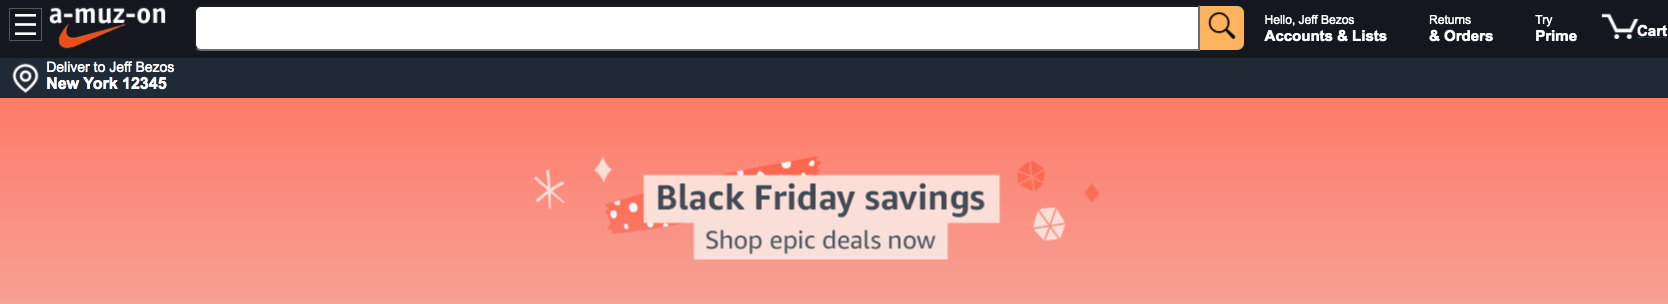 a-muz-on
Hello, Jeff Bezos
Accounts & Lists
Returns
& Orders
Try
Prime
Cart
Deliver to Jeff Bezos
New York 12345
Black Friday savings
Shop epic deals now